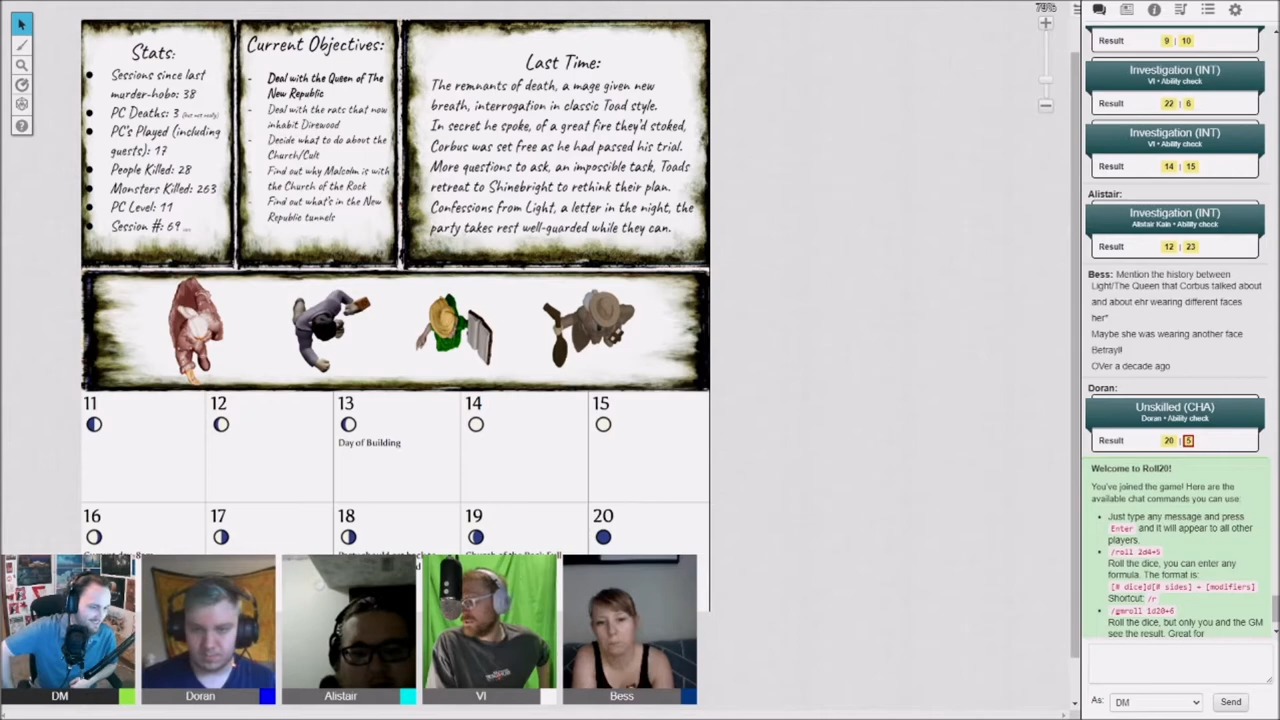 Stats:
Sessions since last
murder-hobo: 38
PC Deaths: 3 (but not really)
PC's Played (including
guests): 17
People Killed: 28
Monsters Killed: 263
PC Level: 11
Session #: 69
Current Objectives:
- Deal with the Queen of The
New Republic
- Deal with the rats that now
inhabit Direwood
- Decide what to do about the
Church/Cult
- Find out why Malcolm is with
the Church of the Rock
- Find out what's in the New
Republic tunnels
Last Time:
The remnants of death, a mage given new
breath, interrogation in classic Toad style.
In secret he spoke, of a great fire they'd stoked,
Corbus was set free as he had passed his trial.
More questions to ask, an impossible task, Toads
retreat to Shinebright to rethink their plan.
Confessions from Light, a letter in the night, the
party takes rest well-guarded while they can.
11
12
13
14
15
Day of Building
16
17
18
19
20
DM
Doran
Alistair
VI
Bess
Result 9 | 10
Investigation (INT)
VI • Ability check
Result 22 | 6
Investigation (INT)
VI • Ability check
Result 14 | 15
Alistair:
Investigation (INT)
Alistair Kain • Ability check
Result 12 | 23
Bess: Mention the history between
Light/The Queen that Corbus talked about
and about ehr wearing different faces
her*
Maybe she was wearing another face
Betray!!
OVer a decade ago
Doran:
Unskilled (CHA)
Doran • Ability check
Result 20 | 5
Welcome to Roll20!
You've joined the game! Here are the
available chat commands you can use:
• Just type any message and press
Enter and it will appear to all other
players.
• /roll 2d4+5
Roll the dice, you can enter any
formula. The format is:
[# dice]d[# sides] + [modifiers]
Shortcut: /r
• /gmroll 1d20+6
Roll the dice, but only you and the GM
see the result. Great for
As: DM Send